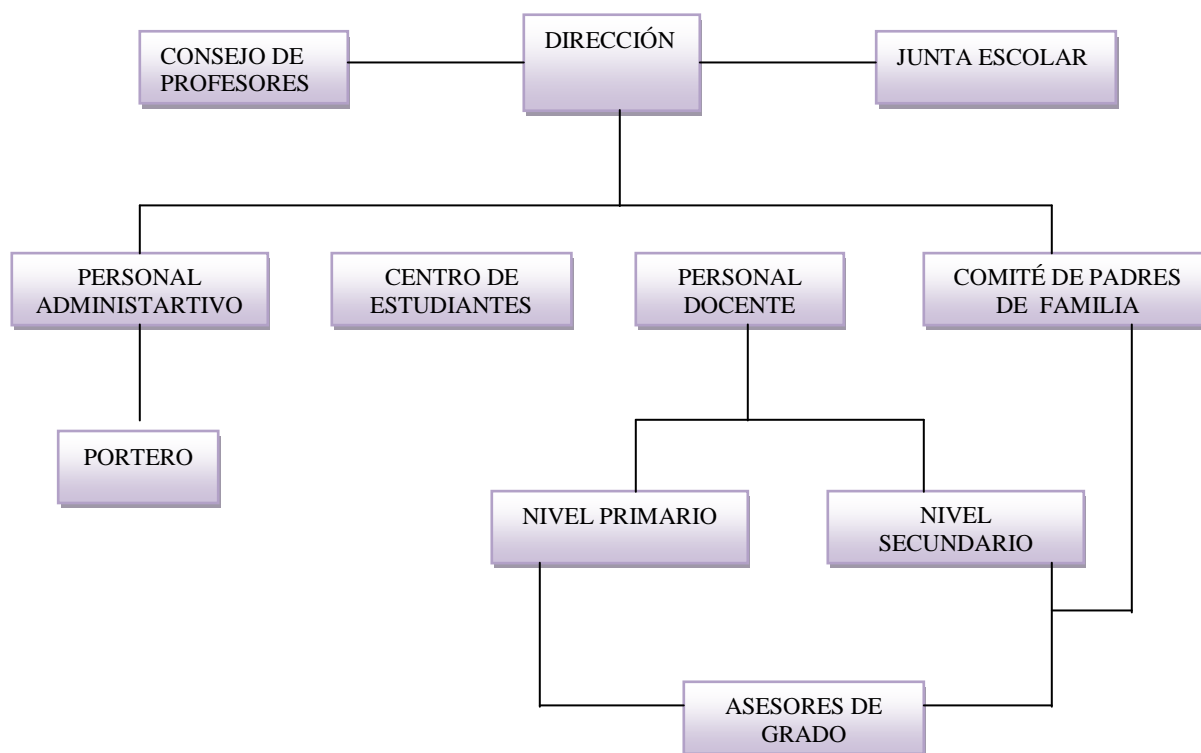 CONSEJO DE
PROFESORES
DIRECCIÓN
JUNTA ESCOLAR
PERSONAL
ADMINISTARTIVO
CENTRO DE
ESTUDIANTES
PERSONAL
DOCENTE
COMITÉ DE PADRES
DE FAMILIA
PORTERO
NIVEL PRIMARIO
NIVEL
SECUNDARIO
ASESORES DE
GRADO